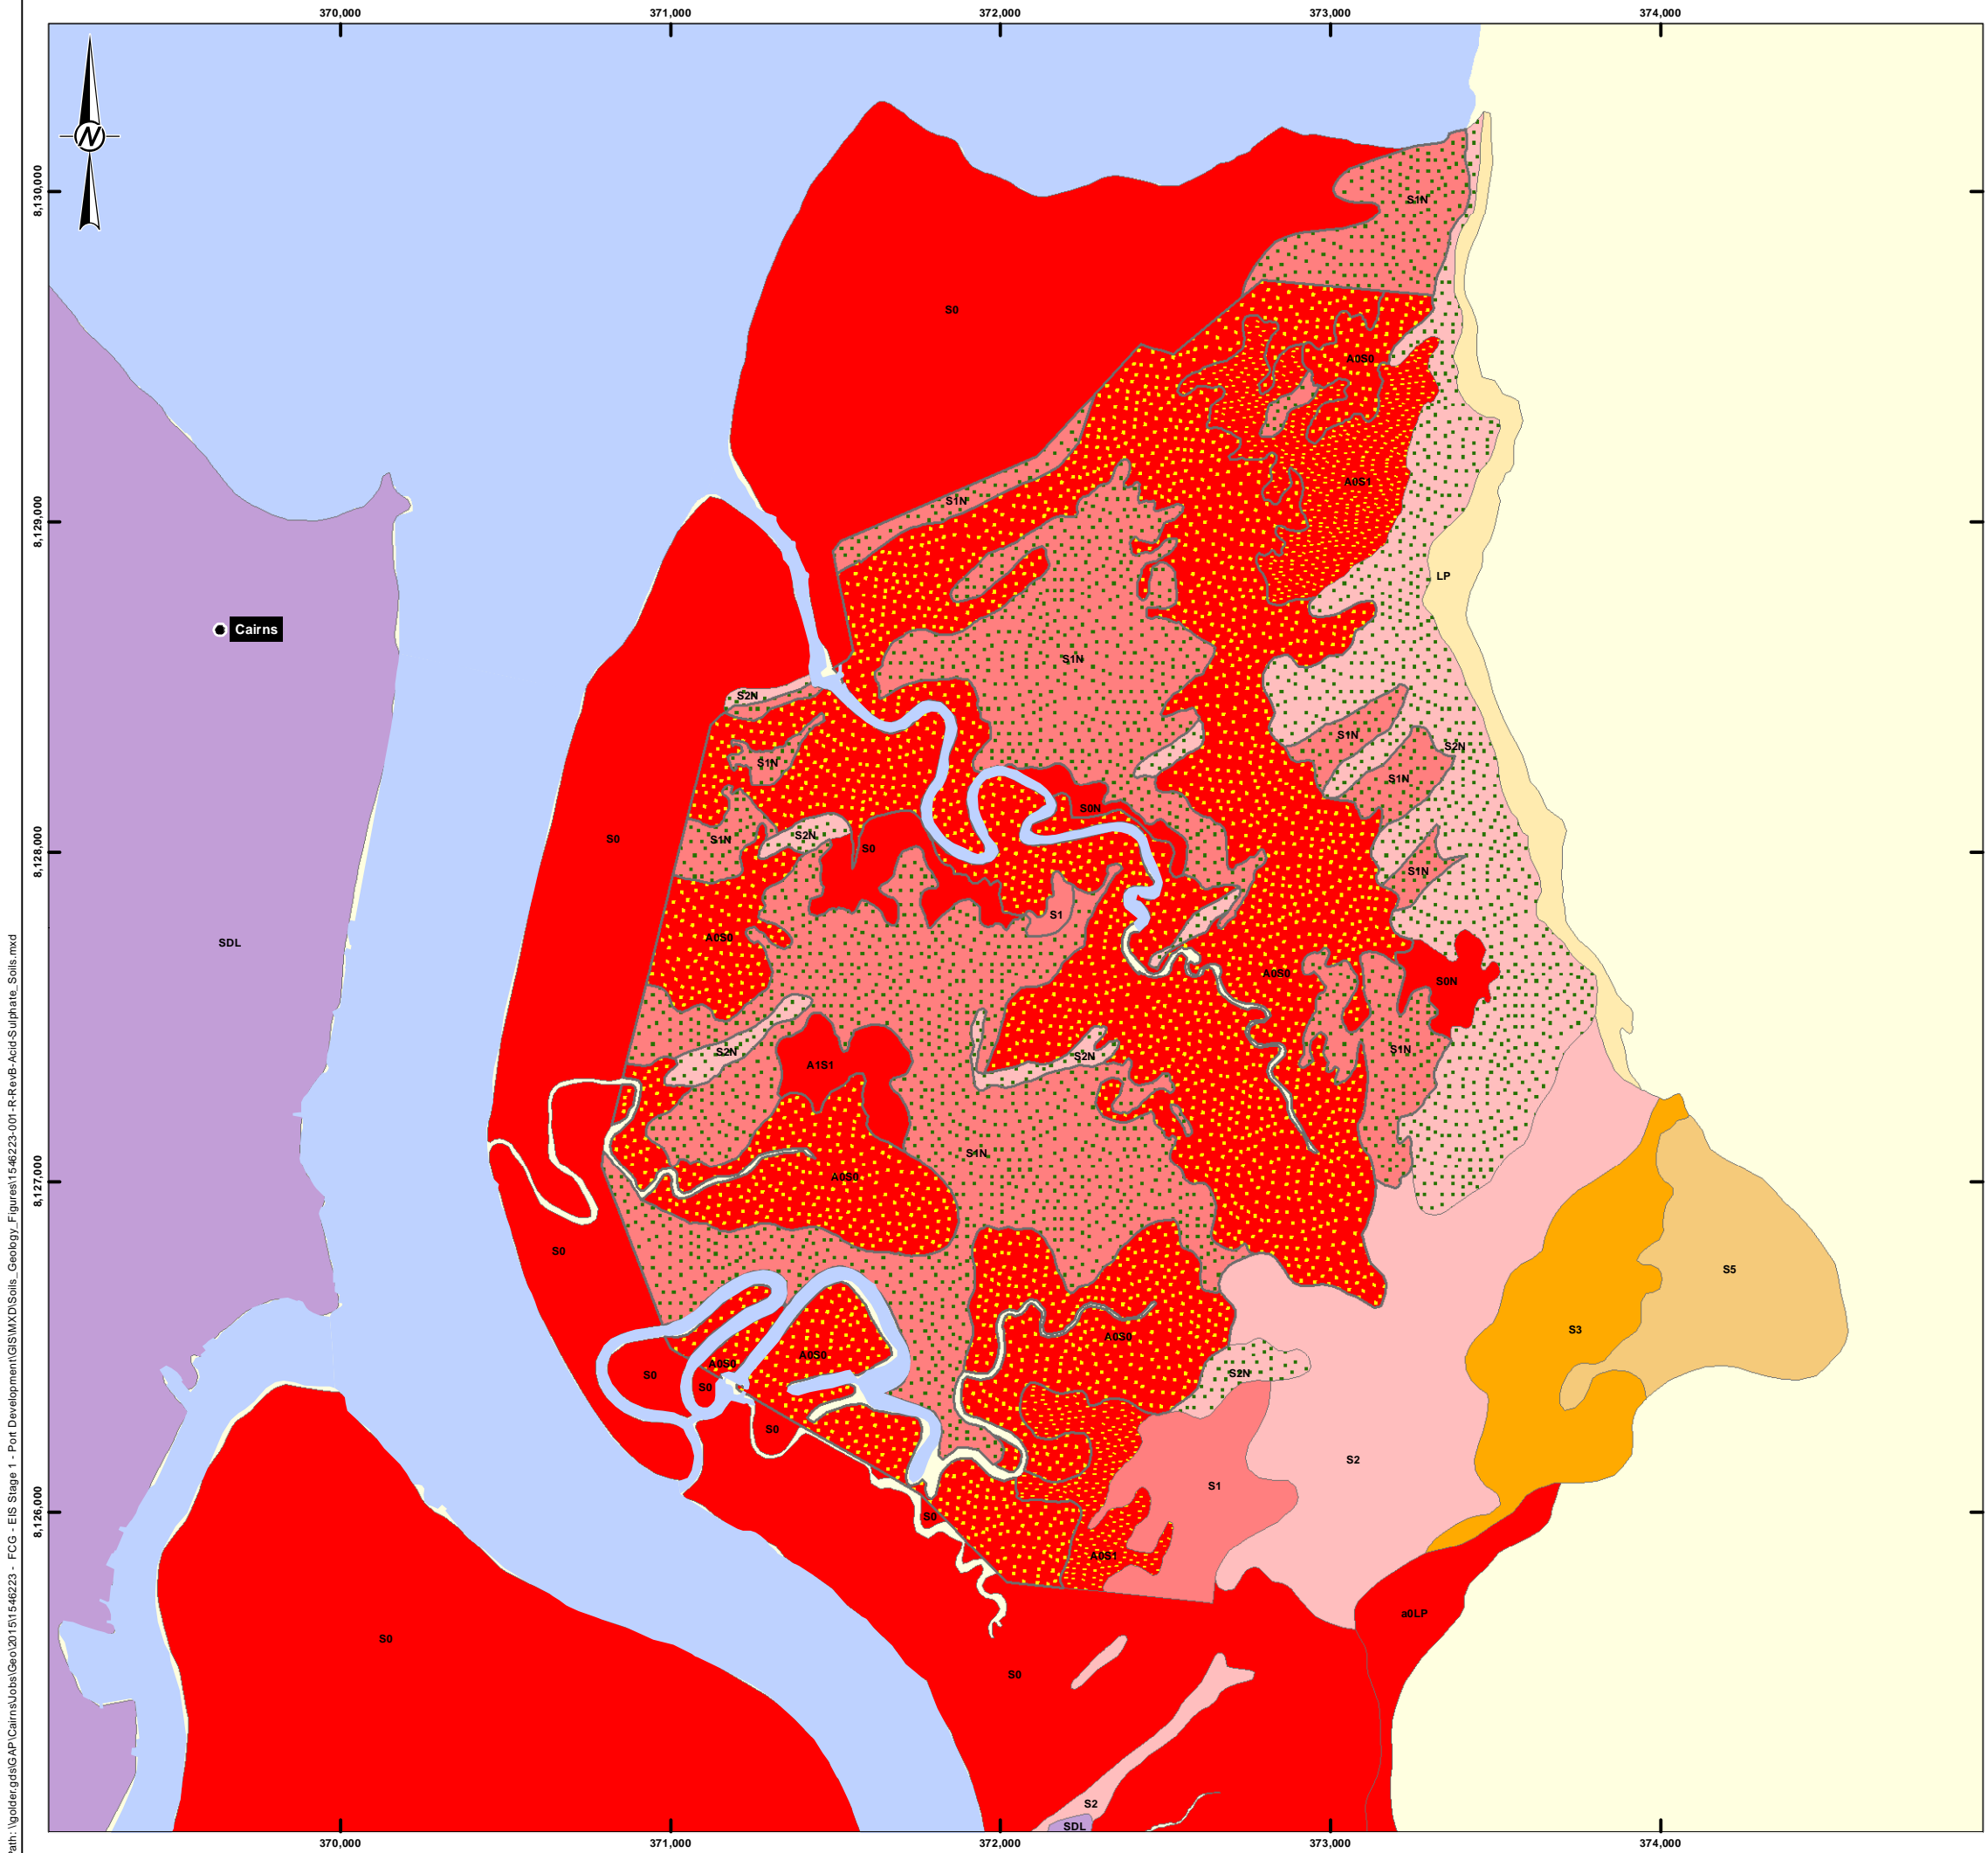 370,000 371,000 372,000 373,000 374,000
N
8,130,000
S1N
S0
A0S0
A0S1
S1N
8,129,000
LP
Cairns
S1N
S2N
S1N
S2N
S1N
S1N
S0N
S0 S1N S2N S0
8,128,000
S1N
S1
A0S0
SDL
A0S0
S0N
S1N
S2N
S2N
A1S1
S1N
A0S0
8,127,000
S0
S5
S3
A0S0
A0S0
A0S0
S2N
S0
S0
S0
S2
S1
8,126,000
S0
A0S1
a0LP
S0
S0
S2
SDL
370,000 371,000 372,000 373,000 374,000
Path: \\golder.gds\GAP\Cairns\Jobs\Geo\2015\1546223 - FCG - EIS Stage 1 - Port Development\GIS\MXD\Soils_Geology_Figures\1546223-001-R-RevB-Acid-Sulphate_Soils.mxd